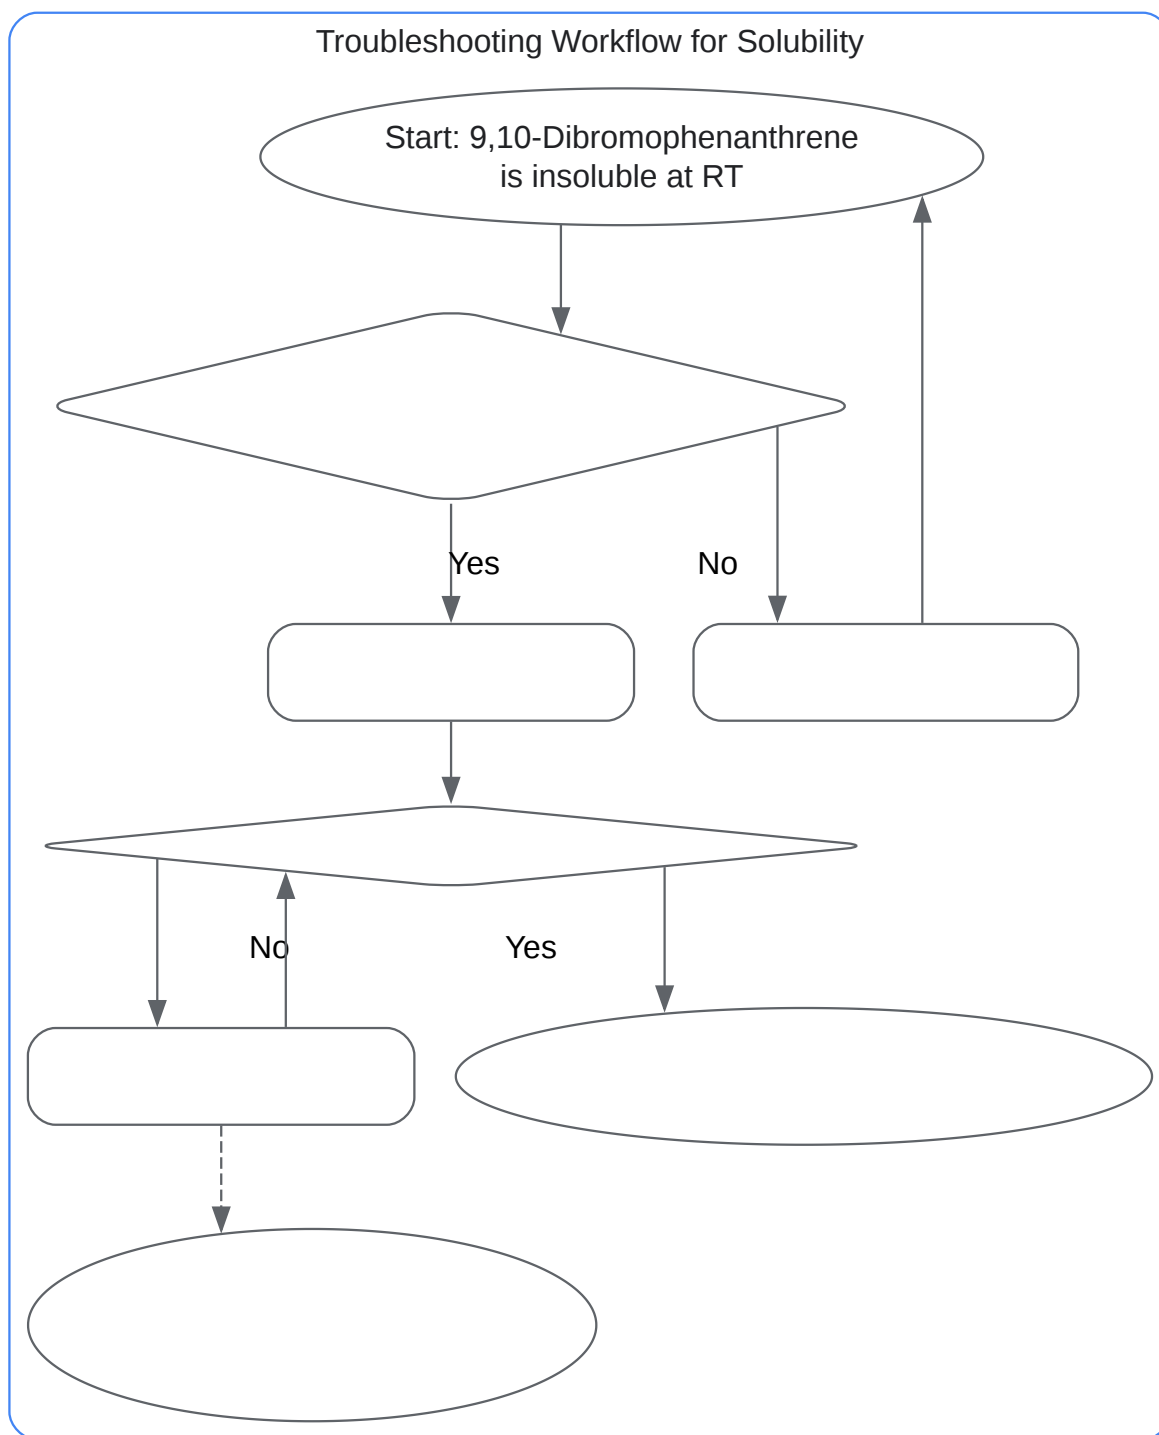 Troubleshooting Workflow for Solubility
Start: 9,10-Dibromophenanthrene
is insoluble at RT
Yes
No
No
Yes